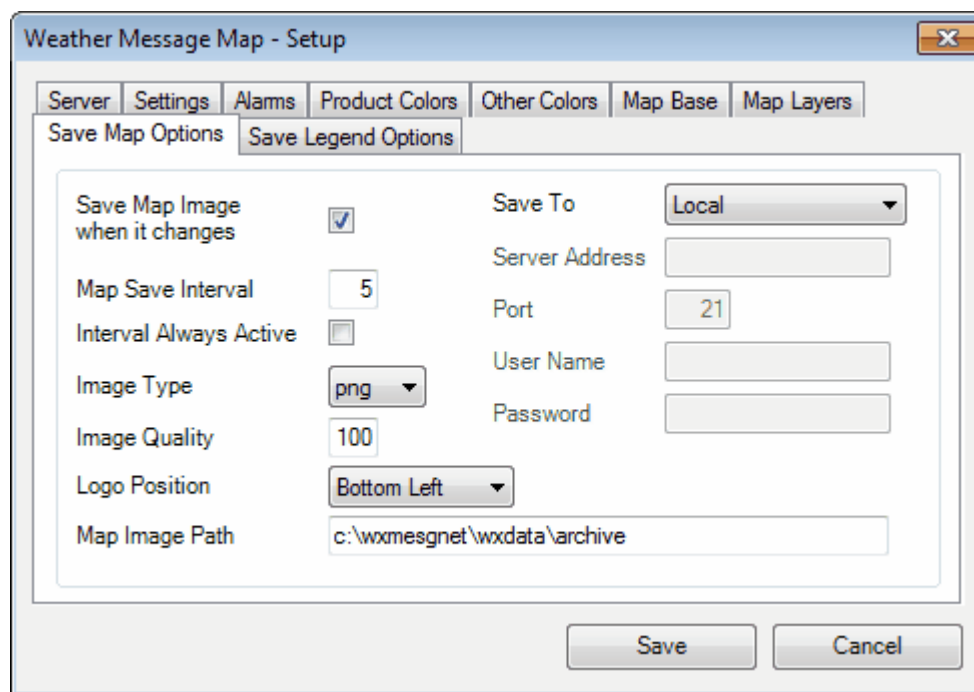 Weather Message Map - Setup
Server Settings Alarms Product Colors Other Colors Map Base Map Layers
Save Map Options Save Legend Options
Save Map Image
when it changes
Map Save Interval 5
Interval Always Active
Image Type png
Image Quality 100
Logo Position Bottom Left
Map Image Path c:\wxmesgnet\wxdata\archive
Save To Local
Server Address
Port 21
User Name
Password
Save Cancel